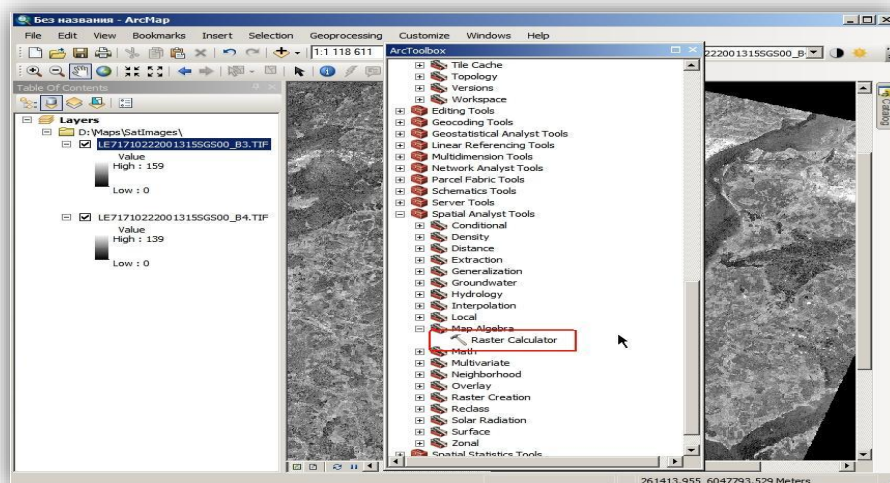 Без названия - ArcMap
File Edit View Bookmarks Insert Selection Geoprocessing Customize Windows Help
1:1 118 611
ArcToolbox
Table Of Contents
Layers
D:\Maps\SatImages\
LE71710222001315SGS00_B3.TIF
Value
High : 159
Low : 0
LE71710222001315SGS00_B4.TIF
Value
High : 139
Low : 0
Tile Cache
Topology
Versions
Workspace
Editing Tools
Geocoding Tools
Geostatistical Analyst Tools
Linear Referencing Tools
Multidimension Tools
Network Analyst Tools
Parcel Fabric Tools
Schematics Tools
Server Tools
Spatial Analyst Tools
Conditional
Density
Distance
Extraction
Generalization
Groundwater
Hydrology
Interpolation
Local
Map Algebra
Raster Calculator
Math
Multivariate
Neighborhood
Overlay
Raster Creation
Reclass
Solar Radiation
Surface
Zonal
Spatial Statistics Tools
Catalog
261413,955 6047793,529 Meters